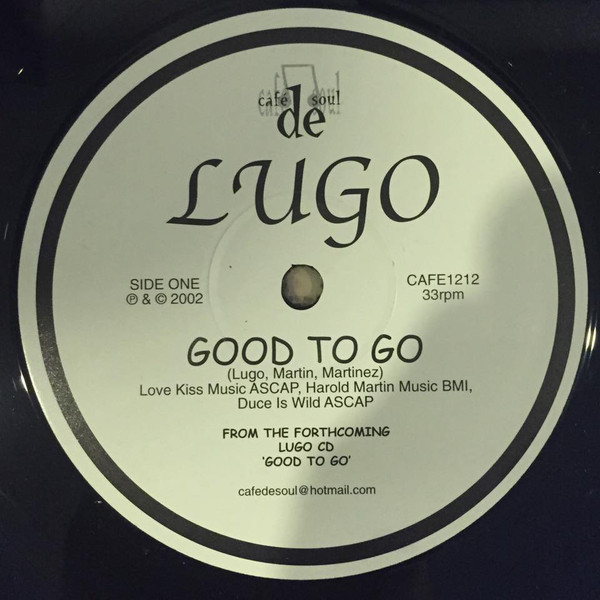 café de soul
LUGO
SIDE ONE
℗ & © 2002
CAFE1212
33rpm
GOOD TO GO
(Lugo, Martin, Martinez)
Love Kiss Music ASCAP, Harold Martin Music BMI,
Duce Is Wild ASCAP
FROM THE FORTHCOMING
LUGO CD
'GOOD TO GO'
cafedesoul@hotmail.com